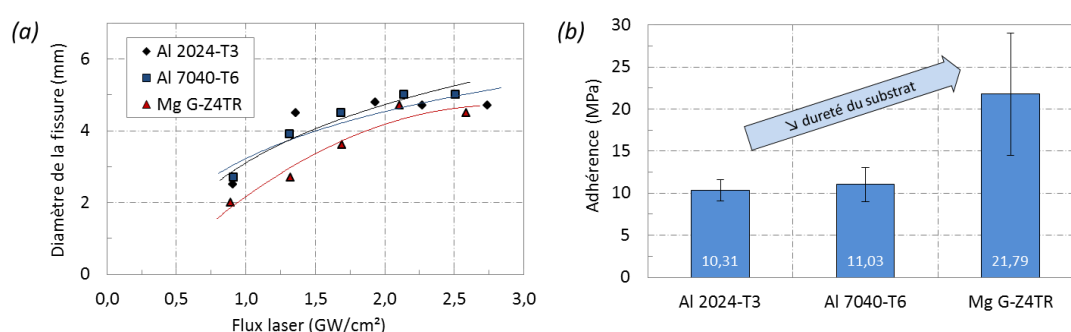 (a)
Diamètre de la fissure (mm)
6
4
2
0
Al 2024-T3
Al 7040-T6
Mg G-Z4TR
0,0 0,5 1,0 1,5 2,0 2,5 3,0
Flux laser (GW/cm²)
(b)
Adhérence (MPa)
30
25
20
15
10
5
0
↘ dureté du substrat
10,31 11,03 21,79
Al 2024-T3 Al 7040-T6 Mg G-Z4TR